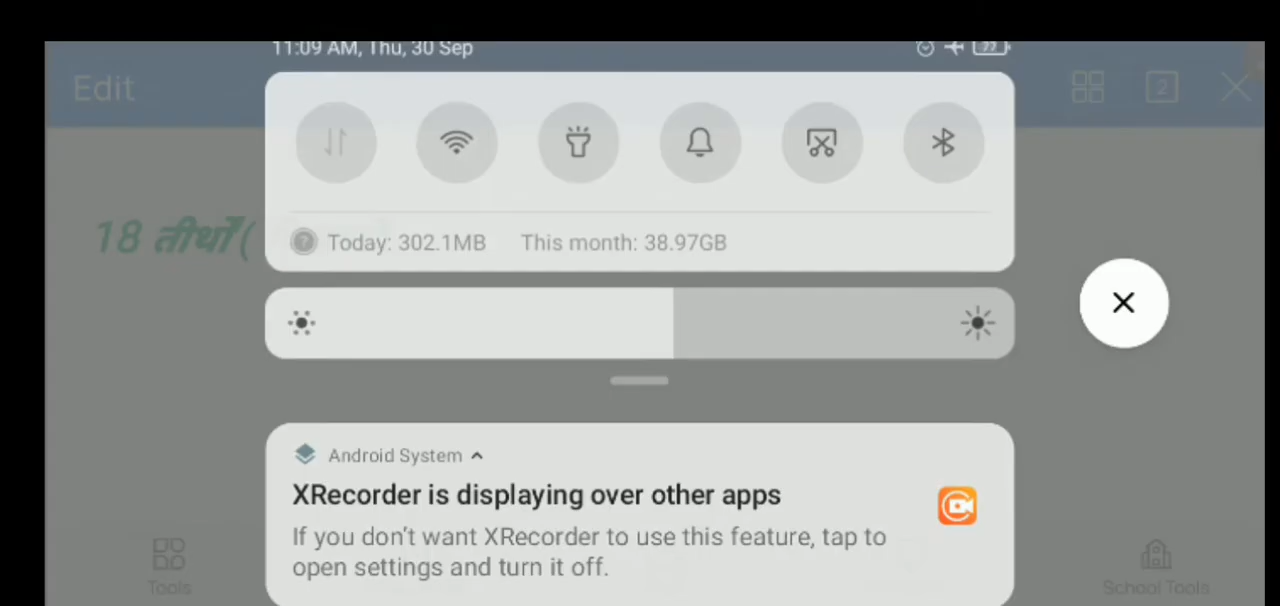 11:09 AM, Thu, 30 Sep
77
Edit
2
18 तीर्थों (
Today: 302.1MB This month: 38.97GB
Android System
XRecorder is displaying over other apps
If you don't want XRecorder to use this feature, tap to
open settings and turn it off.
Tools
School Tools